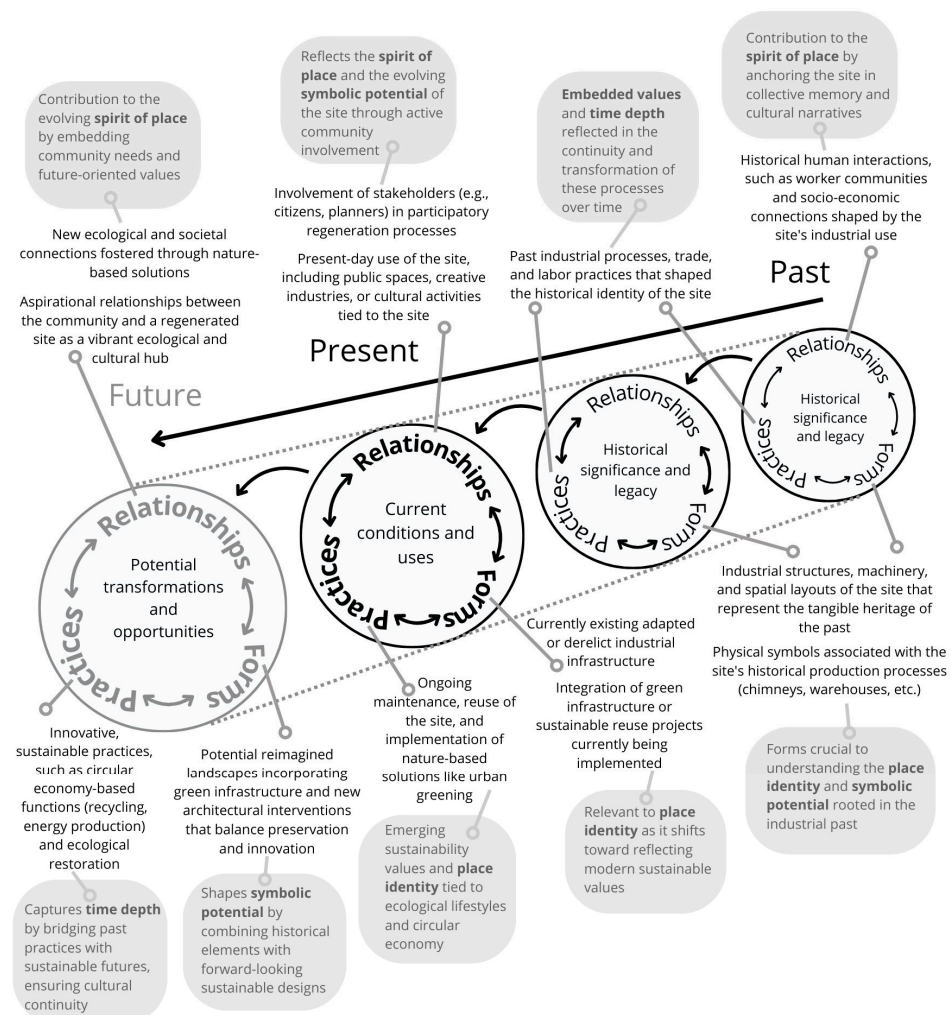 Contribution to the
evolving spirit of place
by embedding
community needs and
future-oriented values
New ecological and societal
connections fostered through nature-
based solutions
Aspirational relationships between
the community and a regenerated
site as a vibrant ecological and
cultural hub
Future
Reflects the spirit of
place and the evolving
symbolic potential of
the site through active
community
involvement
Involvement of stakeholders (e.g.,
citizens, planners) in participatory
regeneration processes
Present-day use of the site,
including public spaces, creative
industries, or cultural activities
tied to the site
Present
Embedded values
and time depth
reflected in the
continuity and
transformation of
these processes
over time
Past industrial processes, trade,
and labor practices that shaped
the historical identity of the site
Contribution to the
spirit of place by
anchoring the site in
collective memory and
cultural narratives
Historical human interactions,
such as worker communities
and socio-economic
connections shaped by the
site's industrial use
Past
Relationships
Forms
Practices
Potential
transformations
and
opportunities
Relationships
Forms
Practices
Current
conditions and
uses
Relationships
Forms
Practices
Historical
significance and
legacy
Relationships
Forms
Practices
Historical
significance
and legacy
Innovative,
sustainable practices,
such as circular
economy-based
functions (recycling,
energy production)
and ecological
restoration
Captures time depth
by bridging past
practices with
sustainable futures,
ensuring cultural
continuity
Potential reimagined
landscapes incorporating
green infrastructure and new
architectural interventions
that balance preservation
and innovation
Shapes symbolic
potential by
combining historical
elements with
forward-looking
sustainable designs
Ongoing
maintenance, reuse of
the site, and
implementation of
nature-based
solutions like urban
greening
Emerging
sustainability
values and place
identity tied to
ecological lifestyles
and circular
economy
Currently existing adapted
or derelict industrial
infrastructure
Integration of green
infrastructure or
sustainable reuse projects
currently being
implemented
Relevant to place
identity as it shifts
toward reflecting
modern sustainable
values
Industrial structures, machinery,
and spatial layouts of the site that
represent the tangible heritage of
the past
Physical symbols associated with the
site's historical production processes
(chimneys, warehouses, etc.)
Forms crucial to
understanding the place
identity and symbolic
potential rooted in the
industrial past